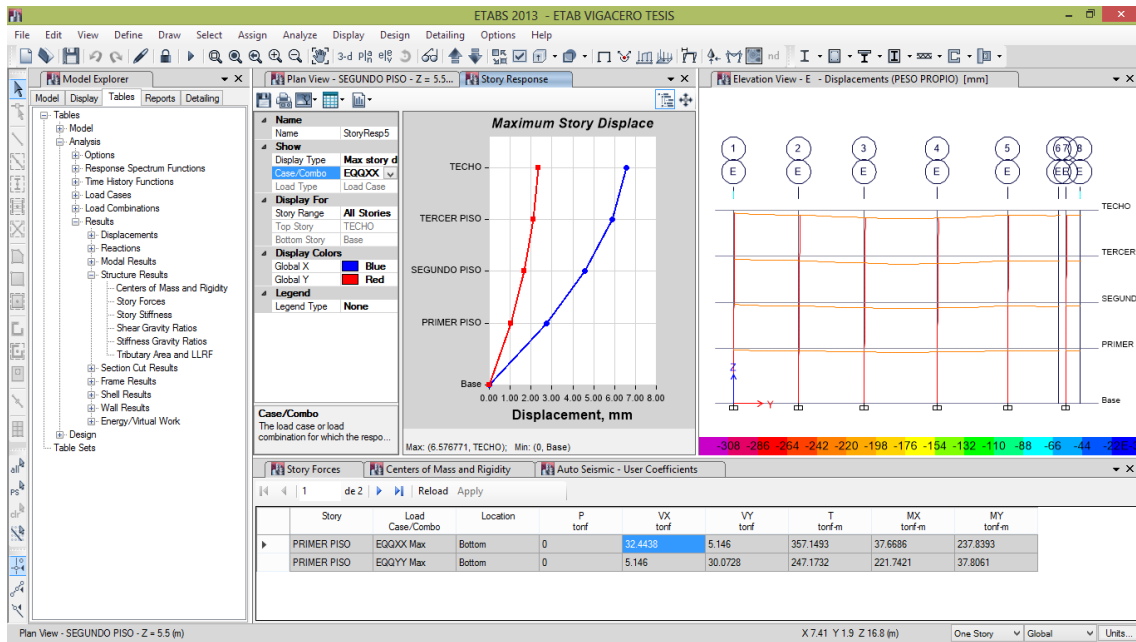 ETABS 2013 - ETAB VIGACERO TESIS
File Edit View Define Draw Select Assign Analyze Display Design Detailing Options Help
3-d plạ elẹ nd
Model Explorer
Model Display Tables Reports Detailing
Tables
Model
Analysis
Options
Response Spectrum Functions
Time History Functions
Load Cases
Load Combinations
Results
Displacements
Reactions
Modal Results
Structure Results
Centers of Mass and Rigidity
Story Forces
Story Stiffness
Shear Gravity Ratios
Stiffness Gravity Ratios
Tributary Area and LLRF
Section Cut Results
Frame Results
Shell Results
Wall Results
Energy/Virtual Work
Design
Table Sets
all
PS
clr
Plan View - SEGUNDO PISO - Z = 5.5...
Story Response
Name
Name StoryResp5
Show
Display Type Max story d
Case/Combo EQQXX
Load Type Load Case
Display For
Story Range All Stories
Top Story TECHO
Bottom Story Base
Display Colors
Global X Blue
Global Y Red
Legend
Legend Type None
Case/Combo
The load case or load
combination for which the respo...
Maximum Story Displace
TECHO
TERCER PISO
SEGUNDO PISO
PRIMER PISO
Base
0.00 1.00 2.00 3.00 4.00 5.00 6.00 7.00 8.00
Displacement, mm
Max: (6.576771, TECHO); Min: (0, Base)
Elevation View - E - Displacements (PESO PROPIO) [mm]
1 2 3 4 5 6 7 8
E E E E E E E E
TECHO
TERCER
SEGUND
PRIMER
Base
Z
Y
-308 -286 -264 -242 -220 -198 -176 -154 -132 -110 -88 -66 -44 -22E-3
Story Forces
Centers of Mass and Rigidity
Auto Seismic - User Coefficients
1 de 2 Reload Apply
Story Load Case/Combo Location P tonf VX tonf VY tonf T tonf-m MX tonf-m MY tonf-m
PRIMER PISO EQQXX Max Bottom 0 32.4438 5.146 357.1493 37.6686 237.8393
PRIMER PISO EQQYY Max Bottom 0 5.146 30.0728 247.1732 221.7421 37.8061
Plan View - SEGUNDO PISO - Z = 5.5 (m)
X 7.41 Y 1.9 Z 16.8 (m)
One Story Global Units...